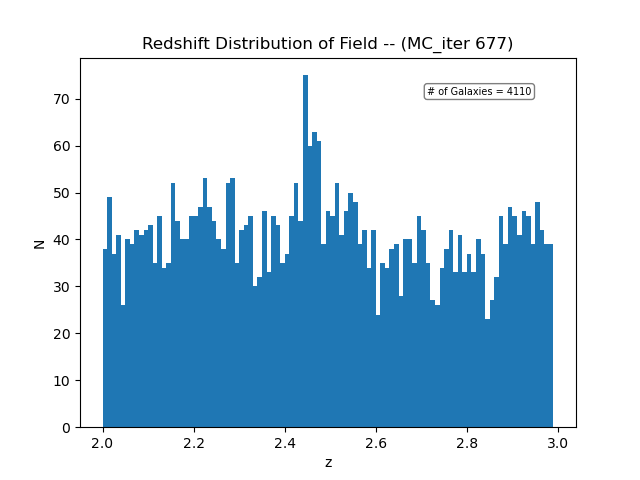 Redshift Distribution of Field -- (MC_iter 677)
# of Galaxies = 4110
70
60
50
40
30
20
10
0
N
2.0 2.2 2.4 2.6 2.8 3.0
z